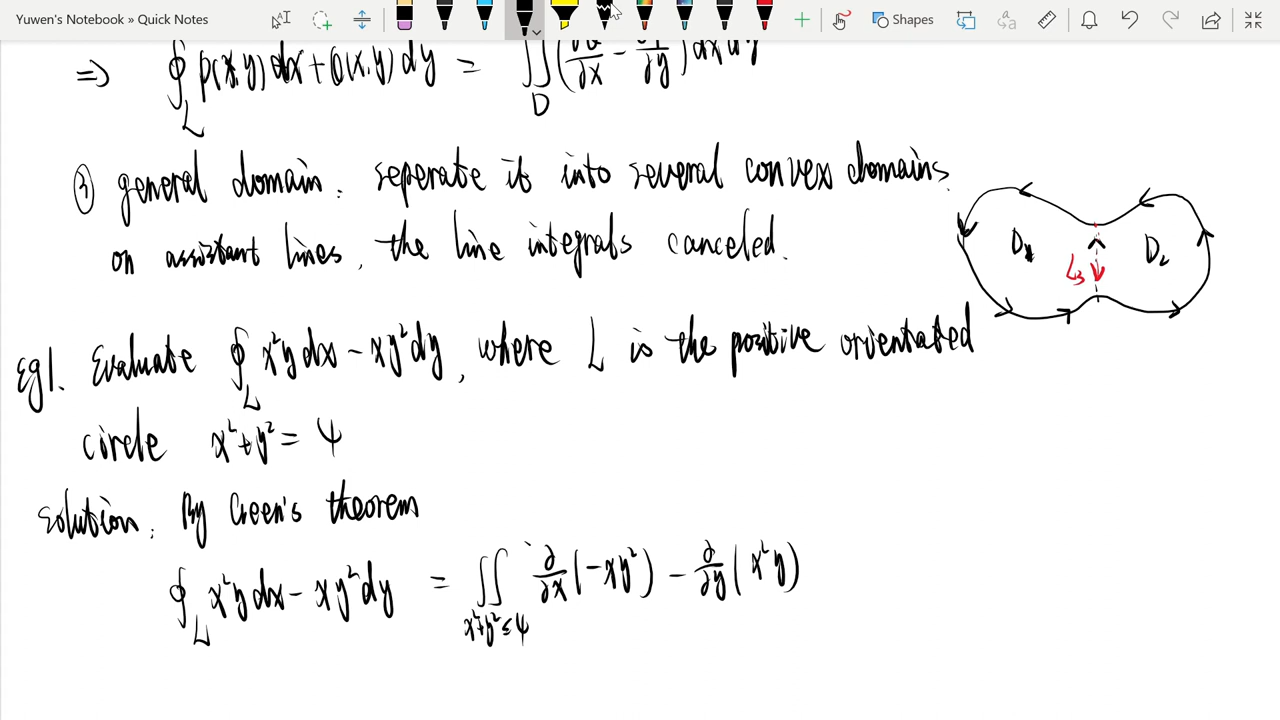 Yuwen's Notebook » Quick Notes
Shapes
=> ∮_L P(x,y)dx + Q(x,y)dy = ∬_D (∂Q/∂x - ∂P/∂y) dxdy
③ general domain: seperate it into several convex domains.
on assistant lines, the line integrals canceled.
D₁ L₃ D₂
Eg1. Evaluate ∮_L x²y dx - xy² dy, where L is the positive orientated
circle x²+y² = 4
Solution: By Green's theorem
∮_L x²y dx - xy² dy = ∬_{x²+y²≤4} ∂/∂x (-xy²) - ∂/∂y (x²y)